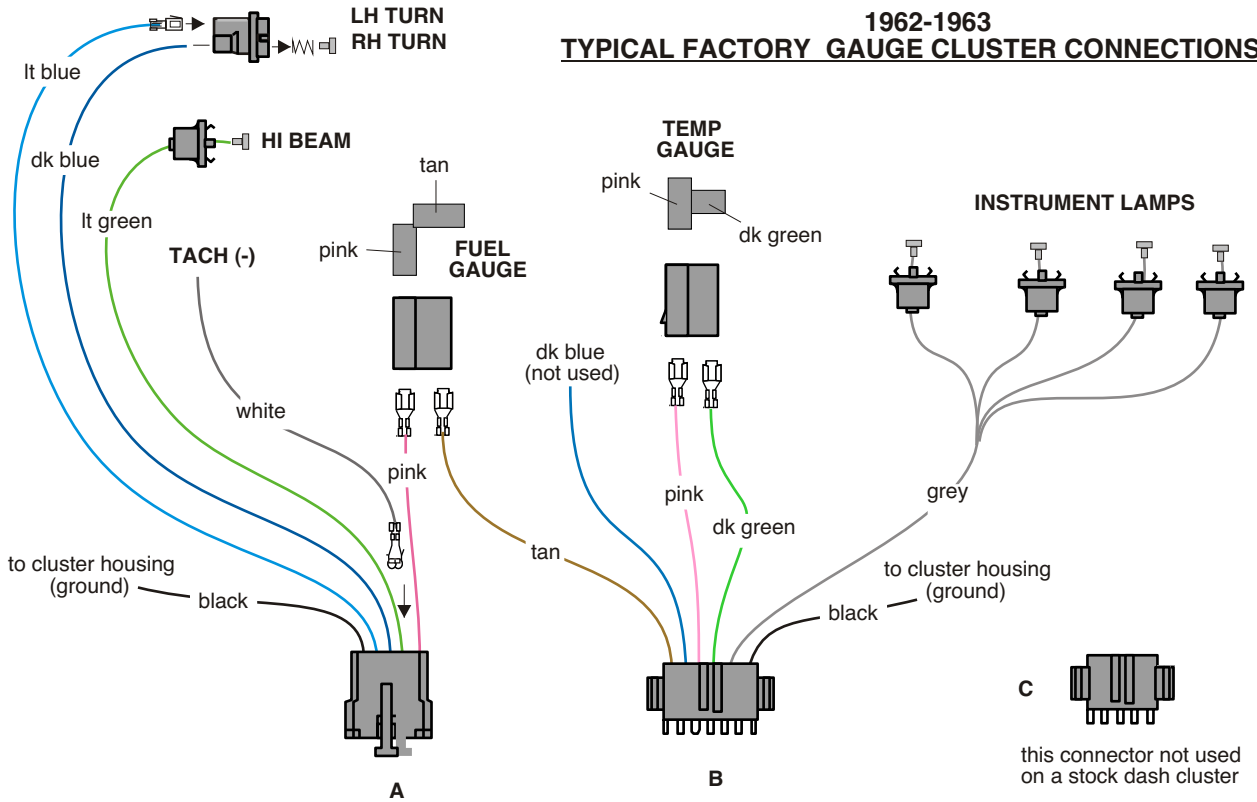 1962-1963
TYPICAL FACTORY GAUGE CLUSTER CONNECTIONS
LH TURN
RH TURN
lt blue
HI BEAM
dk blue
lt green
TACH (-)
white
tan
pink
FUEL
GAUGE
pink
tan
TEMP
GAUGE
pink
dk green
dk blue
(not used)
pink
dk green
INSTRUMENT LAMPS
grey
to cluster housing
(ground)
black
to cluster housing
(ground)
black
A
B
C
this connector not used
on a stock dash cluster